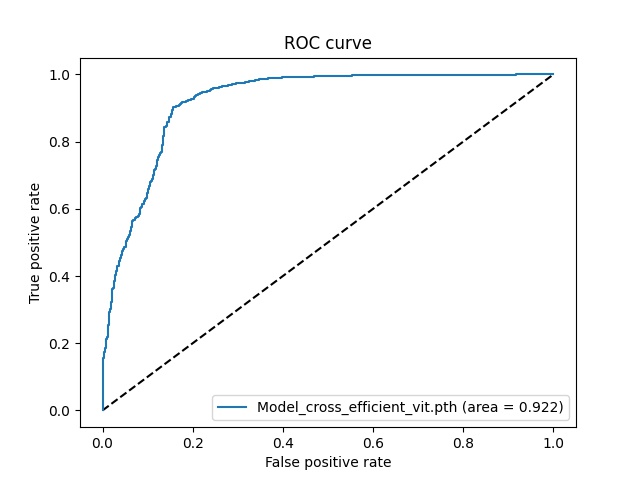 ROC curve
1.0
0.8
0.6
0.4
0.2
0.0
True positive rate
Model_cross_efficient_vit.pth (area = 0.922)
0.0 0.2 0.4 0.6 0.8 1.0
False positive rate